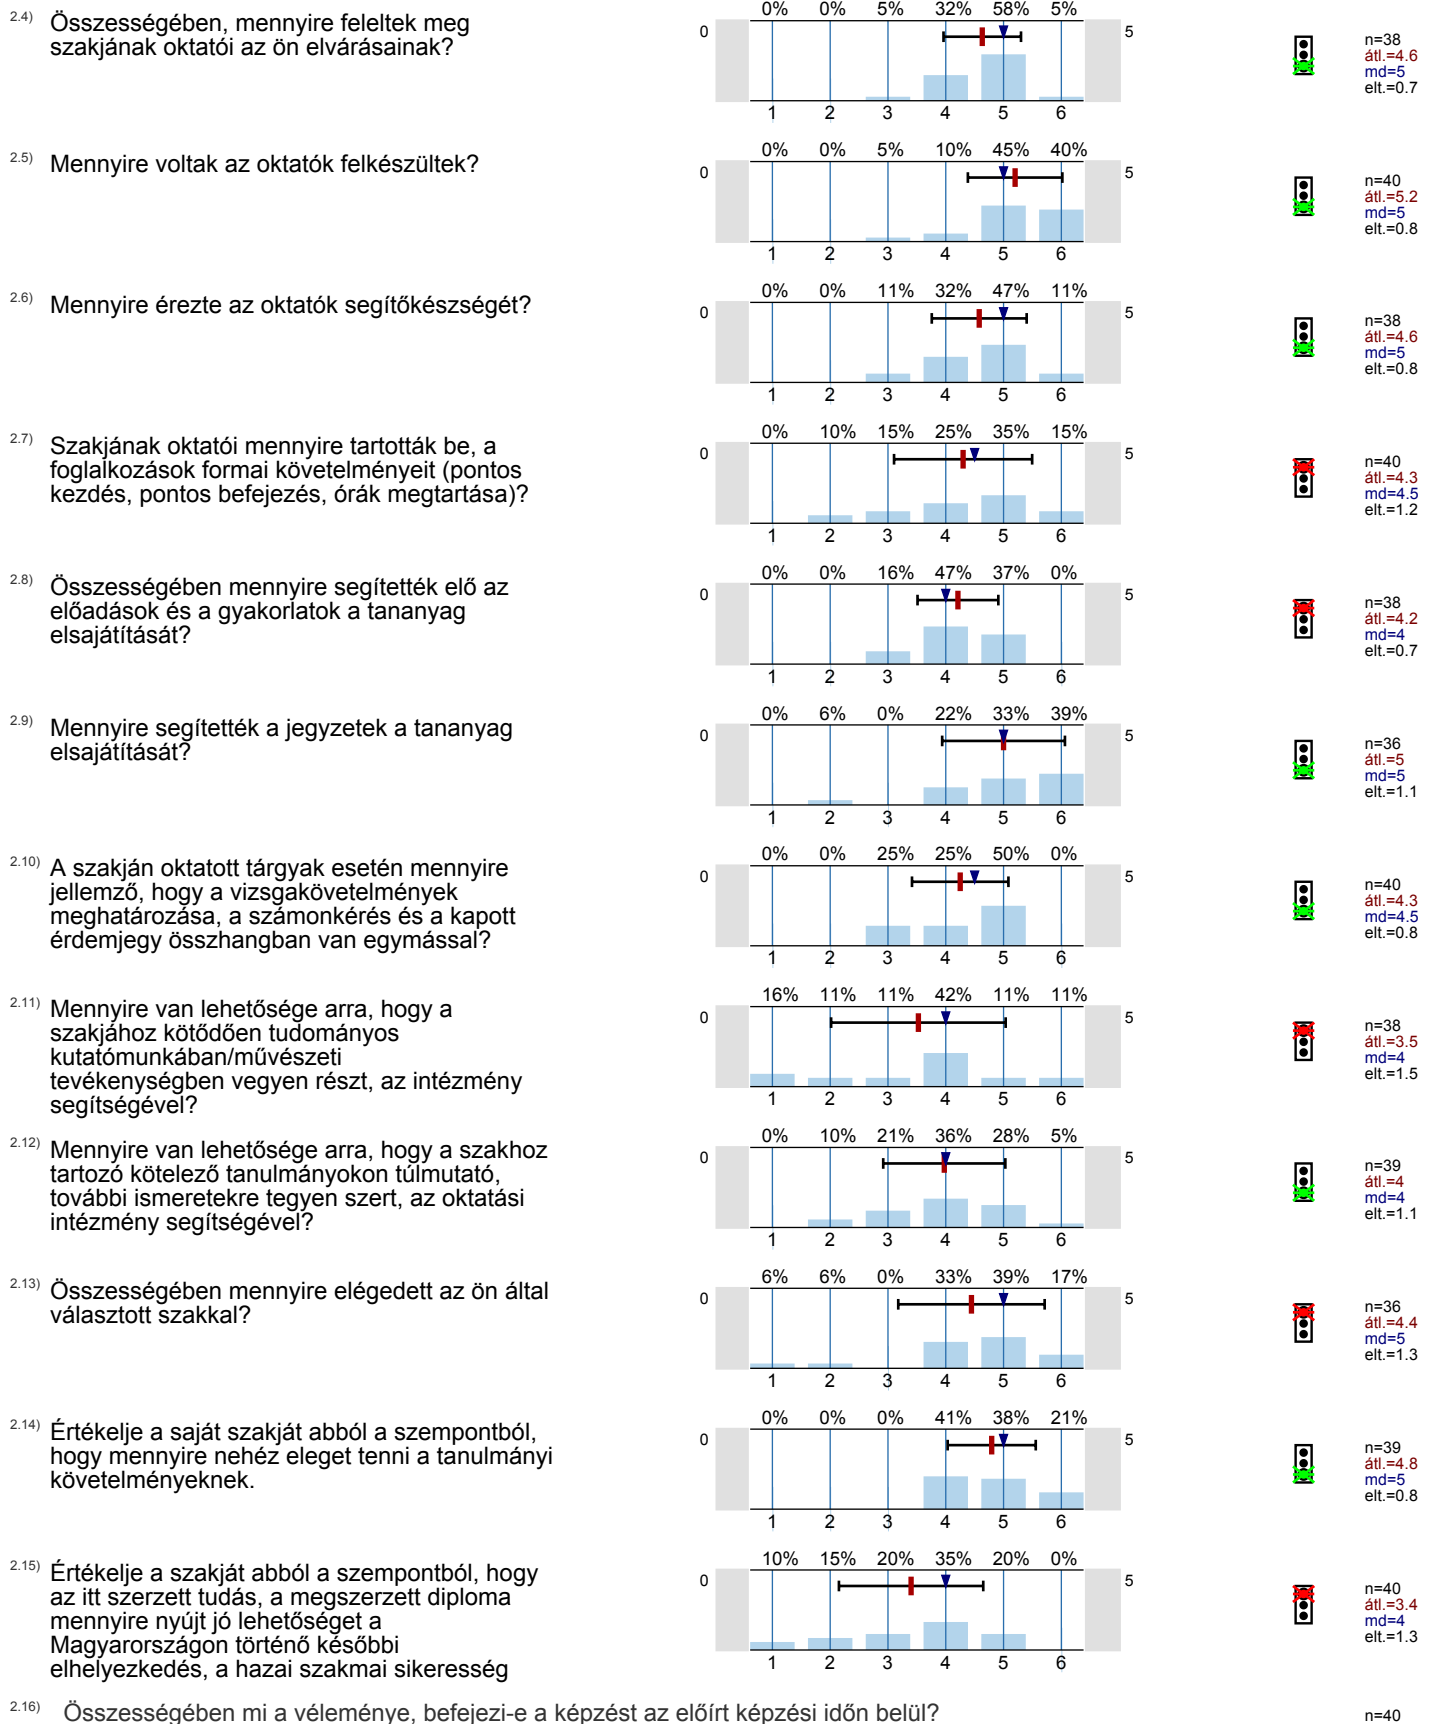 2.4) Összességében, mennyire feleltek meg
szakjának oktatói az ön elvárásainak?
0% 0% 5% 32% 58% 5%
0 5
1 2 3 4 5 6
n=38
átl.=4.6
md=5
elt.=0.7
2.5) Mennyire voltak az oktatók felkészültek?
0% 0% 5% 10% 45% 40%
0 5
1 2 3 4 5 6
n=40
átl.=5.2
md=5
elt.=0.8
2.6) Mennyire érezte az oktatók segítőkészségét?
0% 0% 11% 32% 47% 11%
0 5
1 2 3 4 5 6
n=38
átl.=4.6
md=5
elt.=0.8
2.7) Szakjának oktatói mennyire tartották be, a
foglalkozások formai követelményeit (pontos
kezdés, pontos befejezés, órák megtartása)?
0% 10% 15% 25% 35% 15%
0 5
1 2 3 4 5 6
n=40
átl.=4.3
md=4.5
elt.=1.2
2.8) Összességében mennyire segítették elő az
előadások és a gyakorlatok a tananyag
elsajátítását?
0% 0% 16% 47% 37% 0%
0 5
1 2 3 4 5 6
n=38
átl.=4.2
md=4
elt.=0.7
2.9) Mennyire segítették a jegyzetek a tananyag
elsajátítását?
0% 6% 0% 22% 33% 39%
0 5
1 2 3 4 5 6
n=36
átl.=5
md=5
elt.=1.1
2.10) A szakján oktatott tárgyak esetén mennyire
jellemző, hogy a vizsgakövetelmények
meghatározása, a számonkérés és a kapott
érdemjegy összhangban van egymással?
0% 0% 25% 25% 50% 0%
0 5
1 2 3 4 5 6
n=40
átl.=4.3
md=4.5
elt.=0.8
2.11) Mennyire van lehetősége arra, hogy a
szakjához kötődően tudományos
kutatómunkában/művészeti
tevékenységben vegyen részt, az intézmény
segítségével?
16% 11% 11% 42% 11% 11%
0 5
1 2 3 4 5 6
n=38
átl.=3.5
md=4
elt.=1.5
2.12) Mennyire van lehetősége arra, hogy a szakhoz
tartozó kötelező tanulmányokon túlmutató,
további ismeretekre tegyen szert, az oktatási
intézmény segítségével?
0% 10% 21% 36% 28% 5%
0 5
1 2 3 4 5 6
n=39
átl.=4
md=4
elt.=1.1
2.13) Összességében mennyire elégedett az ön által
választott szakkal?
6% 6% 0% 33% 39% 17%
0 5
1 2 3 4 5 6
n=36
átl.=4.4
md=5
elt.=1.3
2.14) Értékelje a saját szakját abból a szempontból,
hogy mennyire nehéz eleget tenni a tanulmányi
követelményeknek.
0% 0% 0% 41% 38% 21%
0 5
1 2 3 4 5 6
n=39
átl.=4.8
md=5
elt.=0.8
2.15) Értékelje a szakját abból a szempontból, hogy
az itt szerzett tudás, a megszerzett diploma
mennyire nyújt jó lehetőséget a
Magyarországon történő későbbi
elhelyezkedés, a hazai szakmai sikeresség
10% 15% 20% 35% 20% 0%
0 5
1 2 3 4 5 6
n=40
átl.=3.4
md=4
elt.=1.3
2.16) Összességében mi a véleménye, befejezi-e a képzést az előírt képzési időn belül?
n=40